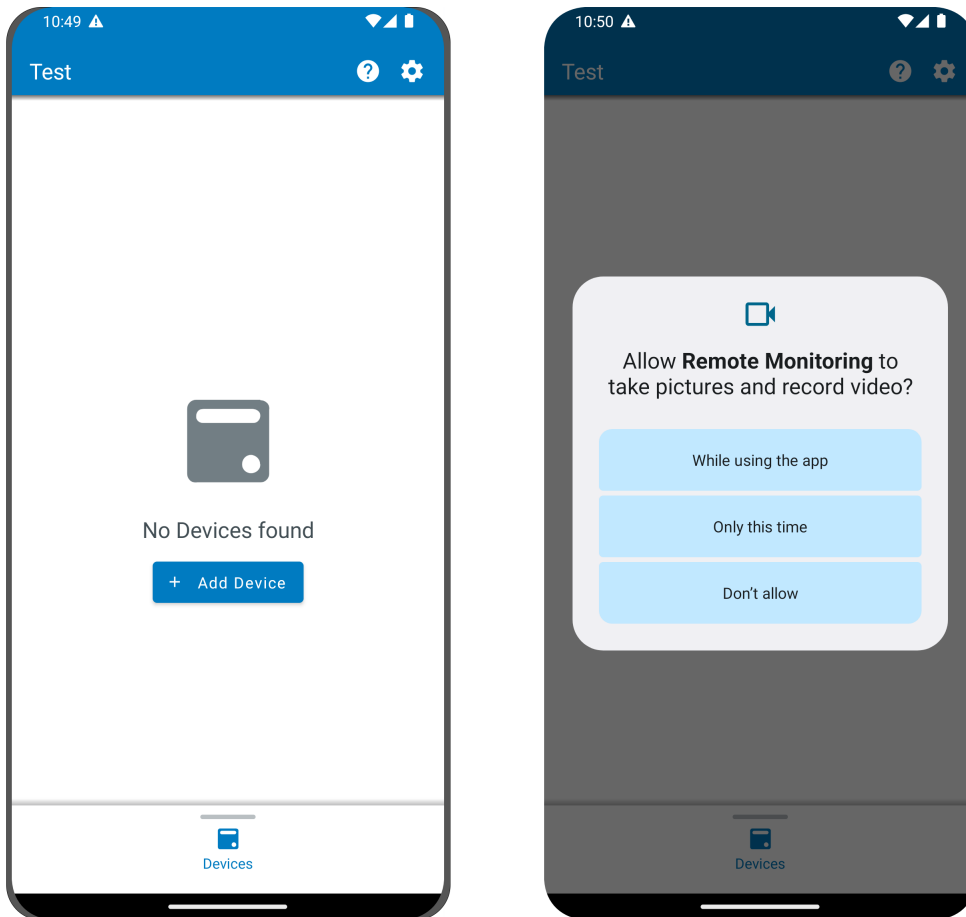 10:49
Test
No Devices found
+ Add Device
Devices
10:50
Test
Allow Remote Monitoring to
take pictures and record video?
While using the app
Only this time
Don't allow
Devices